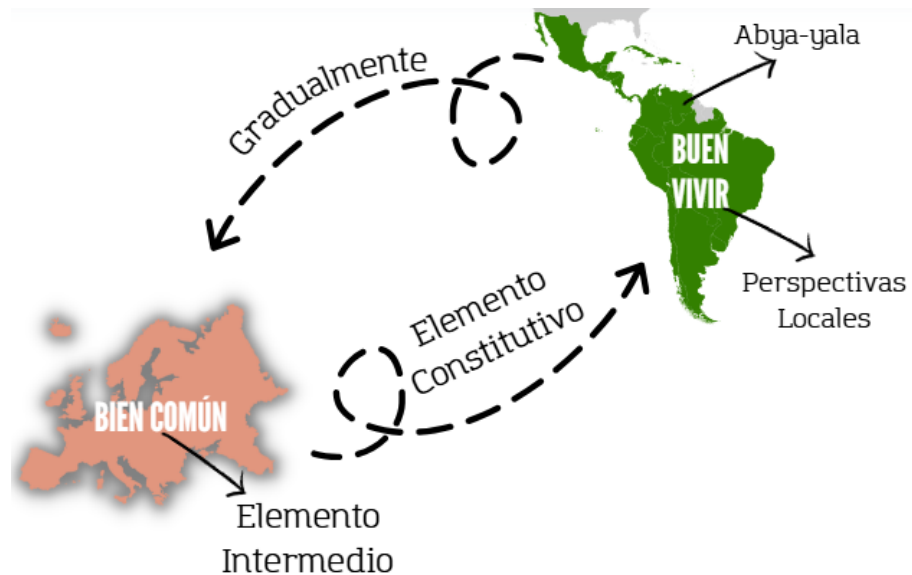 Abya-yala
Gradualmente
BUEN
VIVIR
Perspectivas
Locales
Elemento
Constitutivo
BIEN COMÚN
Elemento
Intermedio